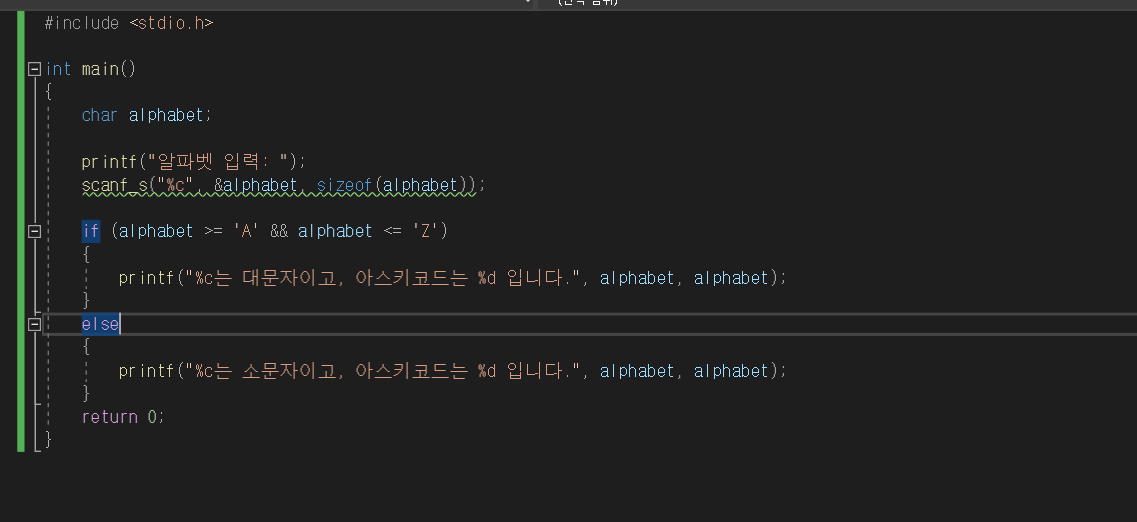 #include <stdio.h>
int main()
{
char alphabet;
printf("알파벳 입력: ");
scanf_s("%c", &alphabet, sizeof(alphabet));
if (alphabet >= 'A' && alphabet <= 'Z')
{
printf("%c는 대문자이고, 아스키코드는 %d 입니다.", alphabet, alphabet);
}
else
{
printf("%c는 소문자이고, 아스키코드는 %d 입니다.", alphabet, alphabet);
}
return 0;
}